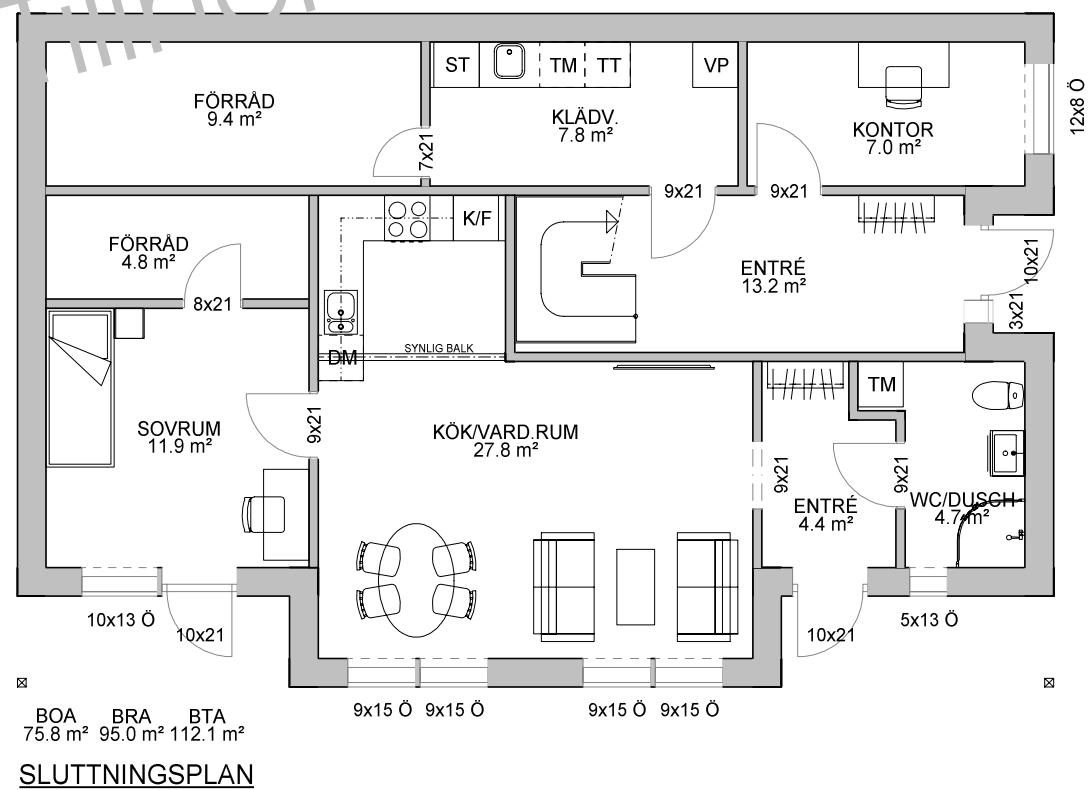 FÖRRÅD
9.4 m²
7x21
ST
TM
TT
VP
KLÄDV.
7.8 m²
KONTOR
7.0 m²
12x8 Ö
9x21
9x21
FÖRRÅD
4.8 m²
8x21
K/F
DM
SYNLIG BALK
ENTRÉ
13.2 m²
10x21
3x21
SOVRUM
11.9 m²
9x21
KÖK/VARD.RUM
27.8 m²
9x21
TM
ENTRÉ
4.4 m²
9x21
WC/DUSCH
4.7 m²
10x13 Ö
10x21
10x21
5x13 Ö
9x15 Ö
9x15 Ö
9x15 Ö
9x15 Ö
BOA BRA BTA
75.8 m² 95.0 m² 112.1 m²
SLUTTNINGSPLAN